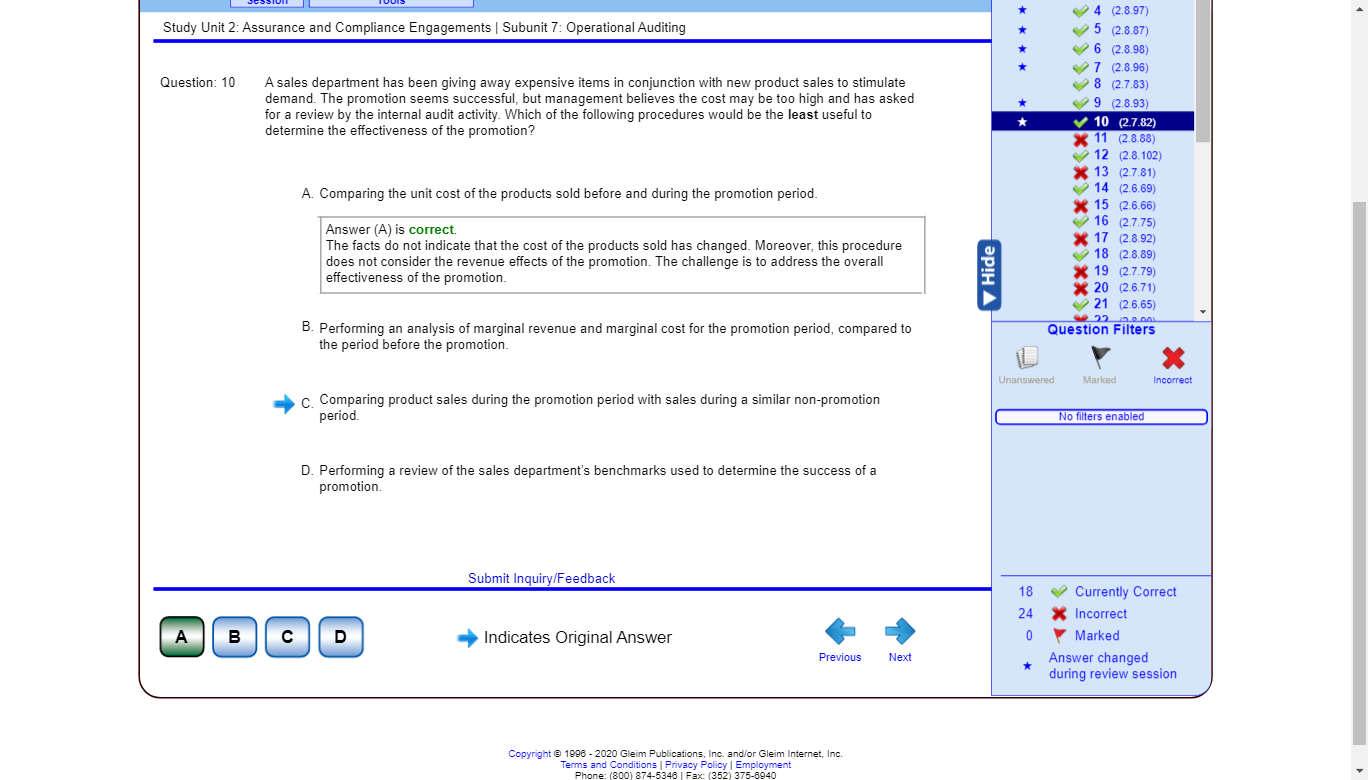 Session Tools
Study Unit 2: Assurance and Compliance Engagements | Subunit 7: Operational Auditing
Question: 10
A sales department has been giving away expensive items in conjunction with new product sales to stimulate
demand. The promotion seems successful, but management believes the cost may be too high and has asked
for a review by the internal audit activity. Which of the following procedures would be the least useful to
determine the effectiveness of the promotion?
A. Comparing the unit cost of the products sold before and during the promotion period.
Answer (A) is correct.
The facts do not indicate that the cost of the products sold has changed. Moreover, this procedure
does not consider the revenue effects of the promotion. The challenge is to address the overall
effectiveness of the promotion.
B. Performing an analysis of marginal revenue and marginal cost for the promotion period, compared to
the period before the promotion.
C. Comparing product sales during the promotion period with sales during a similar non-promotion
period.
D. Performing a review of the sales department's benchmarks used to determine the success of a
promotion.
Submit Inquiry/Feedback
A B C D
Indicates Original Answer
Previous Next
4 (2.8.97)
5 (2.8.87)
6 (2.8.98)
7 (2.8.96)
8 (2.7.83)
9 (2.8.93)
10 (2.7.82)
11 (2.8.88)
12 (2.8.102)
13 (2.7.81)
14 (2.6.69)
15 (2.6.66)
16 (2.7.75)
17 (2.8.92)
18 (2.8.89)
19 (2.7.79)
20 (2.6.71)
21 (2.6.65)
22 (2.8.90)
Hide
Question Filters
Unanswered Marked Incorrect
No filters enabled
18 Currently Correct
24 Incorrect
0 Marked
Answer changed
during review session
Copyright © 1996 - 2020 Gleim Publications, Inc. and/or Gleim Internet, Inc.
Terms and Conditions | Privacy Policy | Employment
Phone: (800) 874-5346 | Fax: (352) 375-6940